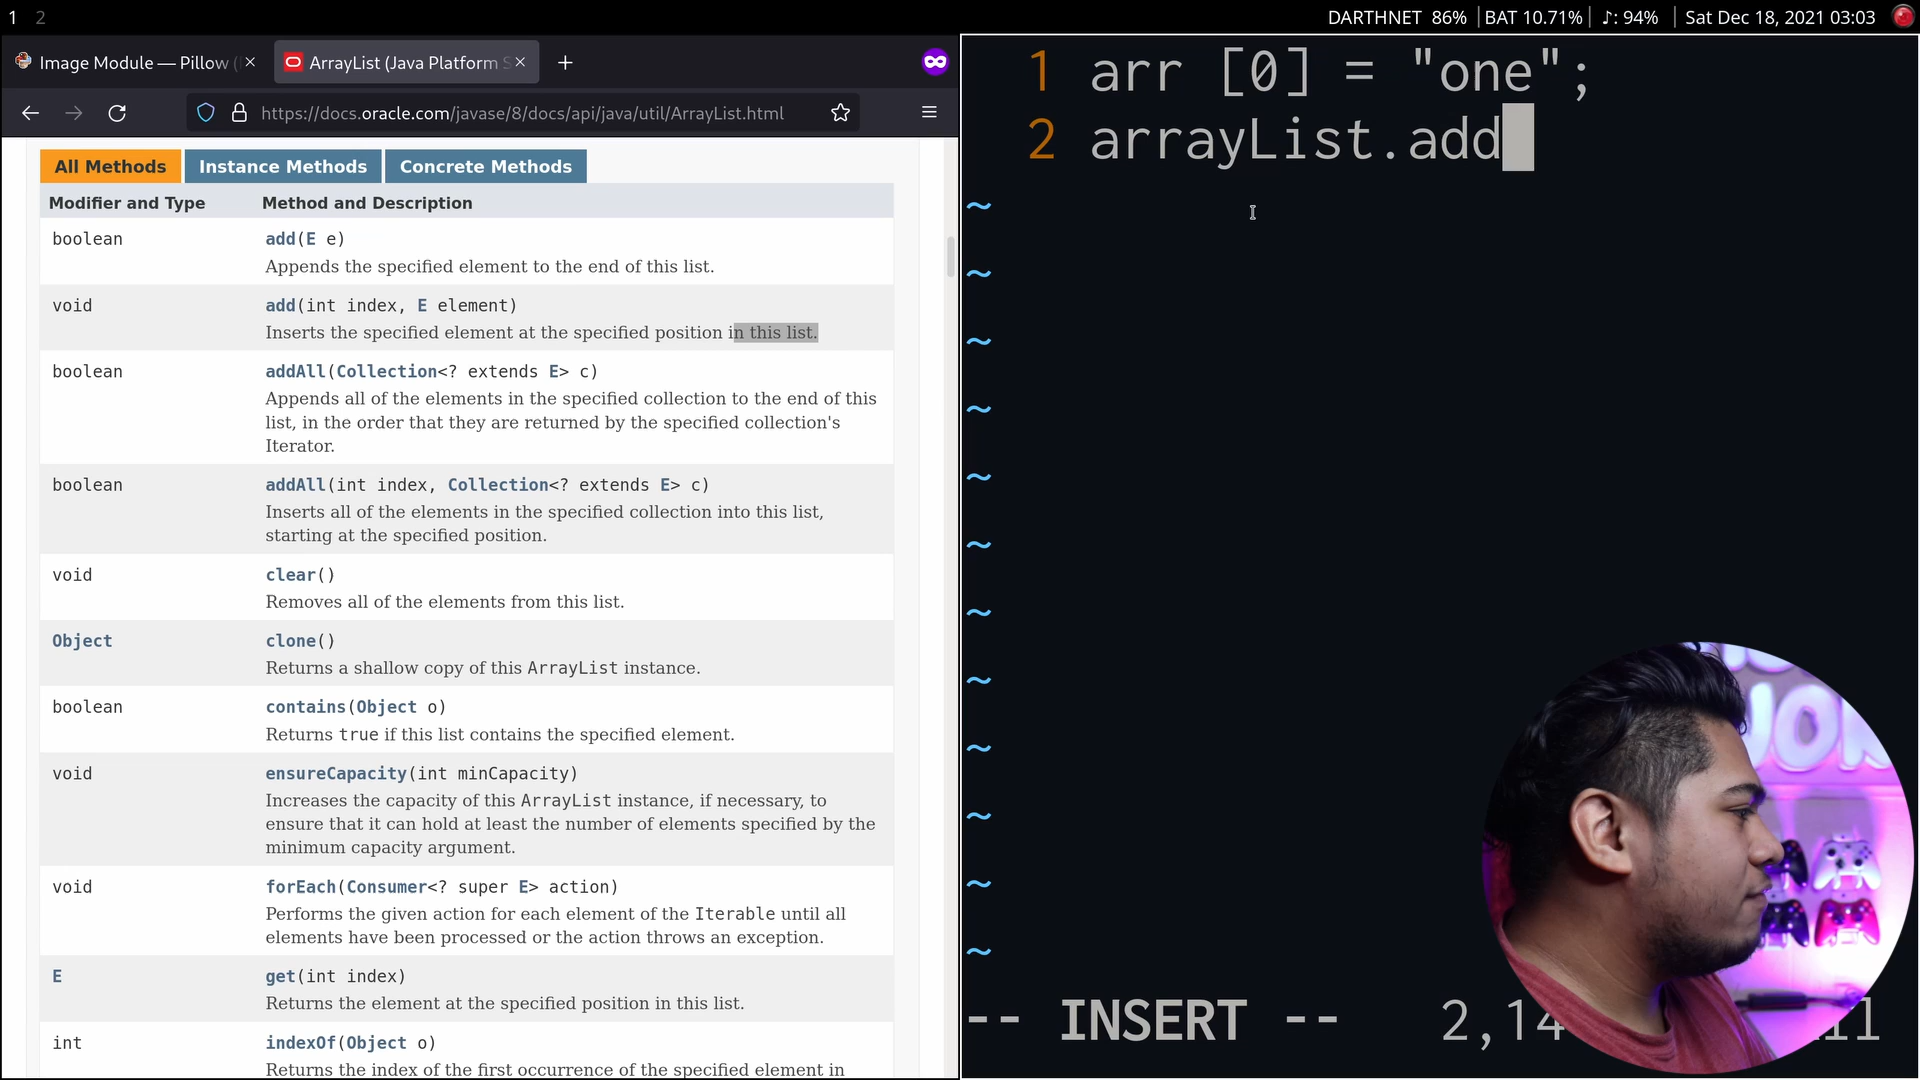 1 2
DARTHNET 86% BAT 10.71% ♪: 94% Sat Dec 18, 2021 03:03
Image Module — Pillow (
ArrayList (Java Platform S
https://docs.oracle.com/javase/8/docs/api/java/util/ArrayList.html
All Methods Instance Methods Concrete Methods
Modifier and Type Method and Description
boolean add(E e)
Appends the specified element to the end of this list.
void add(int index, E element)
Inserts the specified element at the specified position in this list.
boolean addAll(Collection<? extends E> c)
Appends all of the elements in the specified collection to the end of this
list, in the order that they are returned by the specified collection's
Iterator.
boolean addAll(int index, Collection<? extends E> c)
Inserts all of the elements in the specified collection into this list,
starting at the specified position.
void clear()
Removes all of the elements from this list.
Object clone()
Returns a shallow copy of this ArrayList instance.
boolean contains(Object o)
Returns true if this list contains the specified element.
void ensureCapacity(int minCapacity)
Increases the capacity of this ArrayList instance, if necessary, to
ensure that it can hold at least the number of elements specified by the
minimum capacity argument.
void forEach(Consumer<? super E> action)
Performs the given action for each element of the Iterable until all
elements have been processed or the action throws an exception.
E get(int index)
Returns the element at the specified position in this list.
int indexOf(Object o)
Returns the index of the first occurrence of the specified element in
1 arr [0] = "one";
2 arrayList.add
~
~
~
~
~
~
~
~
~
~
~
~
-- INSERT -- 2,14